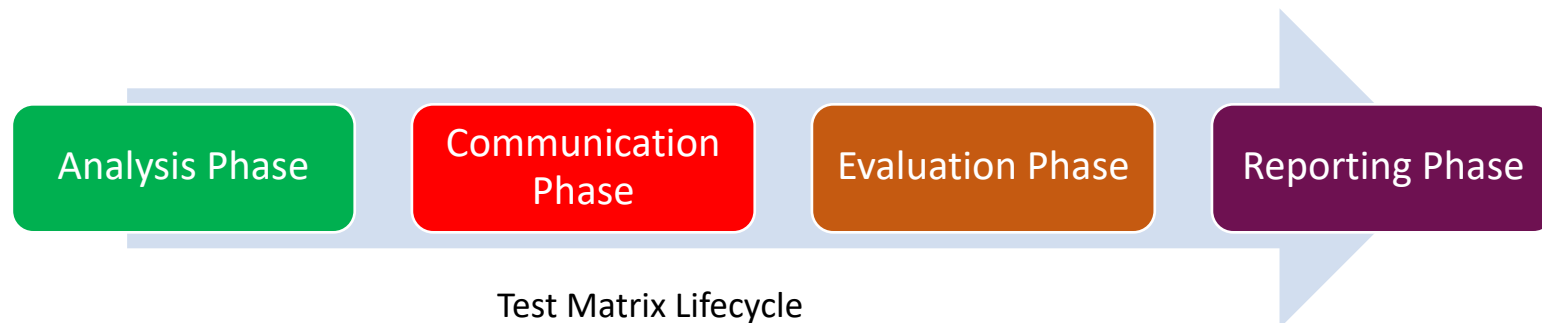 Analysis Phase
Communication
Phase
Evaluation Phase
Reporting Phase
Test Matrix Lifecycle